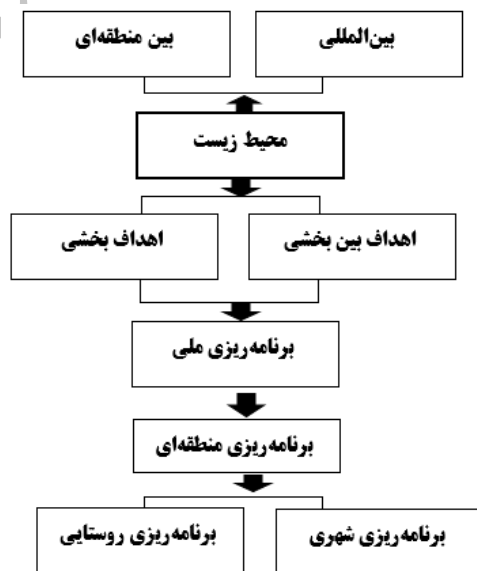 بین‌المللی
بین منطقه‌ای
محیط زیست
اهداف بین بخشی
اهداف بخشی
برنامه‌ریزی ملی
برنامه‌ریزی منطقه‌ای
برنامه‌ریزی شهری
برنامه‌ریزی روستایی